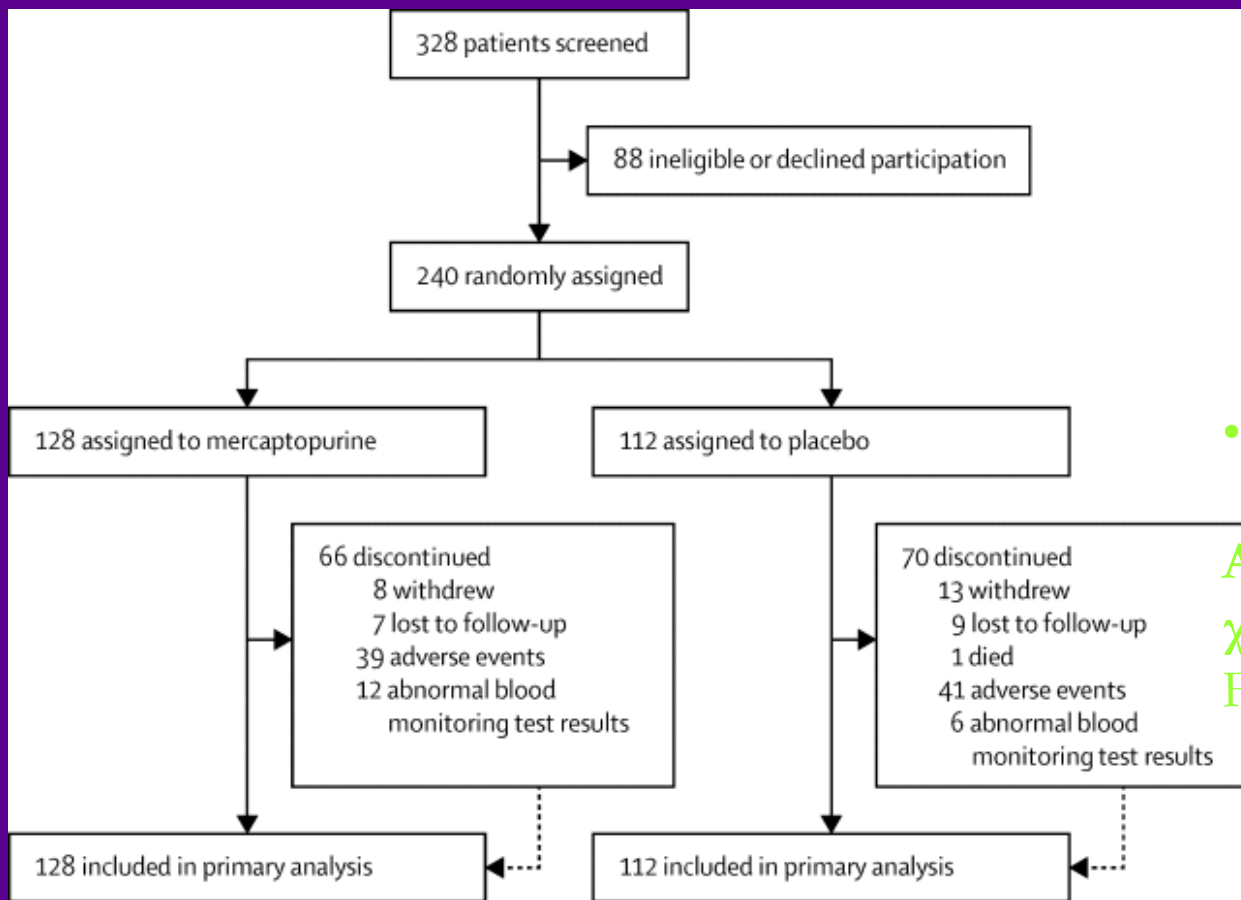 328 patients screened
88 ineligible or declined participation
240 randomly assigned
128 assigned to mercaptopurine
112 assigned to placebo
66 discontinued
8 withdrew
7 lost to follow-up
39 adverse events
12 abnormal blood
monitoring test results
70 discontinued
13 withdrew
9 lost to follow-up
1 died
41 adverse events
6 abnormal blood
monitoring test results
128 included in primary analysis
112 included in primary analysis